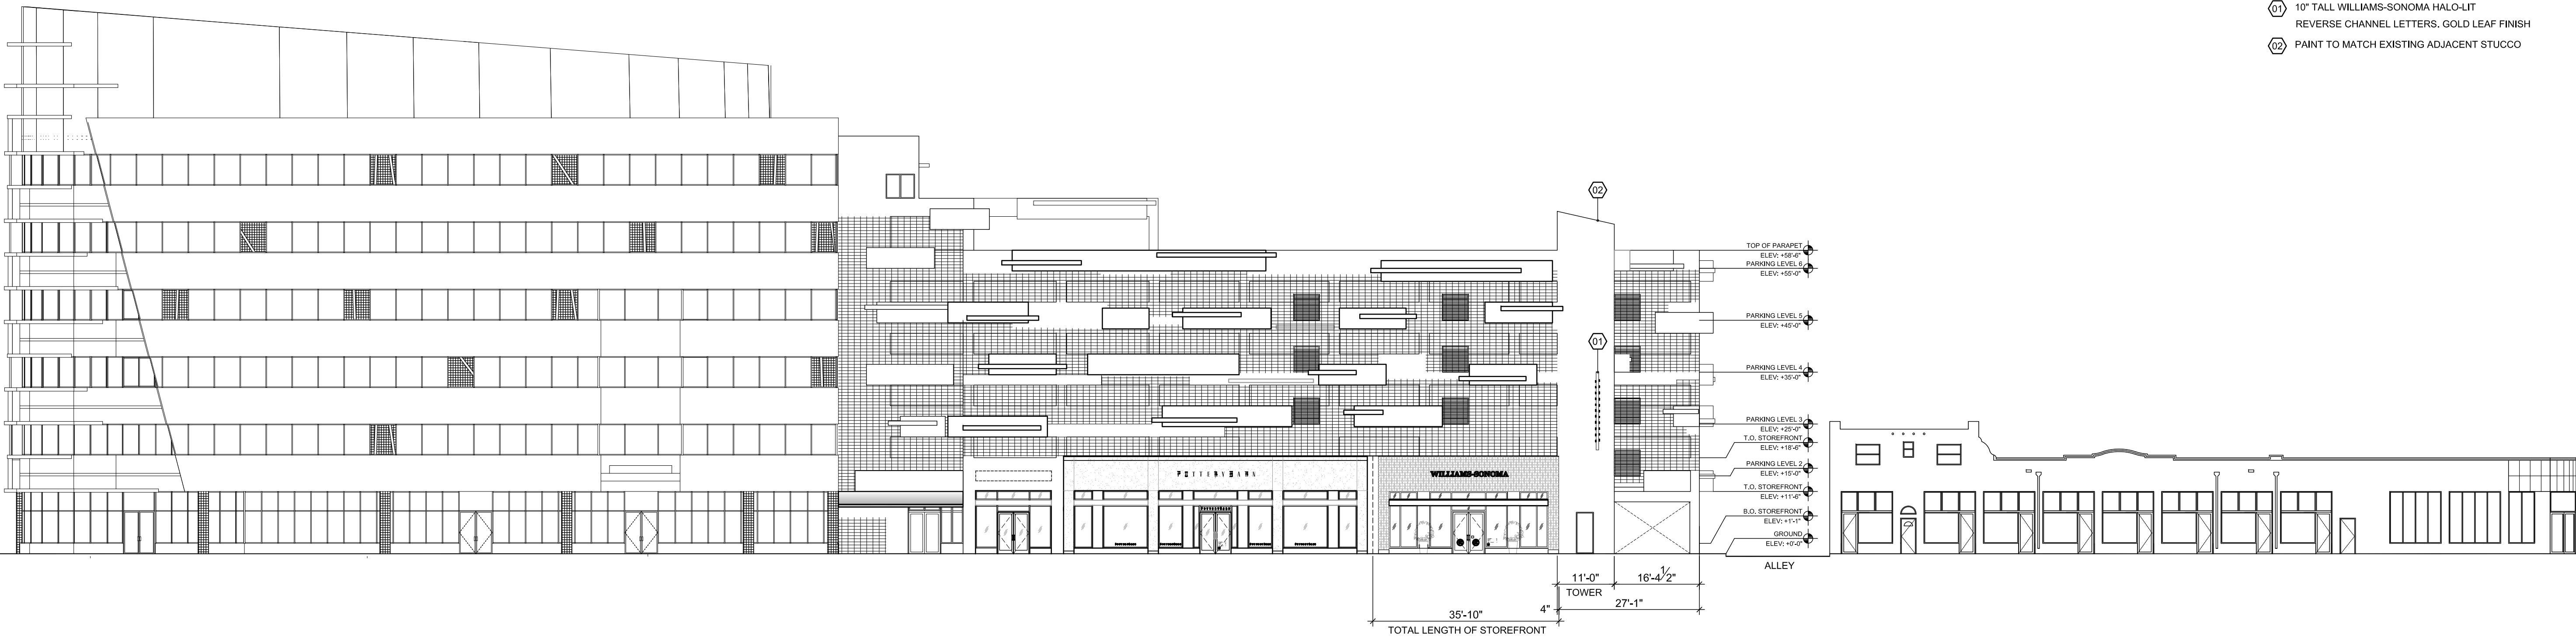 01 10" TALL WILLIAMS-SONOMA HALO-LIT
REVERSE CHANNEL LETTERS. GOLD LEAF FINISH
02 PAINT TO MATCH EXISTING ADJACENT STUCCO
02
01
TOP OF PARAPET
ELEV: +58'-6"
PARKING LEVEL 6
ELEV: +55'-0"
PARKING LEVEL 5
ELEV: +45'-0"
PARKING LEVEL 4
ELEV: +35'-0"
PARKING LEVEL 3
ELEV: +25'-0"
T.O. STOREFRONT
ELEV: +18'-6"
PARKING LEVEL 2
ELEV: +15'-0"
T.O. STOREFRONT
ELEV: +11'-6"
B.O. STOREFRONT
ELEV: +1'-1"
GROUND
ELEV: +0'-0"
ALLEY
POTTERY BARN
WILLIAMS-SONOMA
11'-0"
TOWER
16'-4 1/2"
4"
27'-1"
35'-10"
TOTAL LENGTH OF STOREFRONT